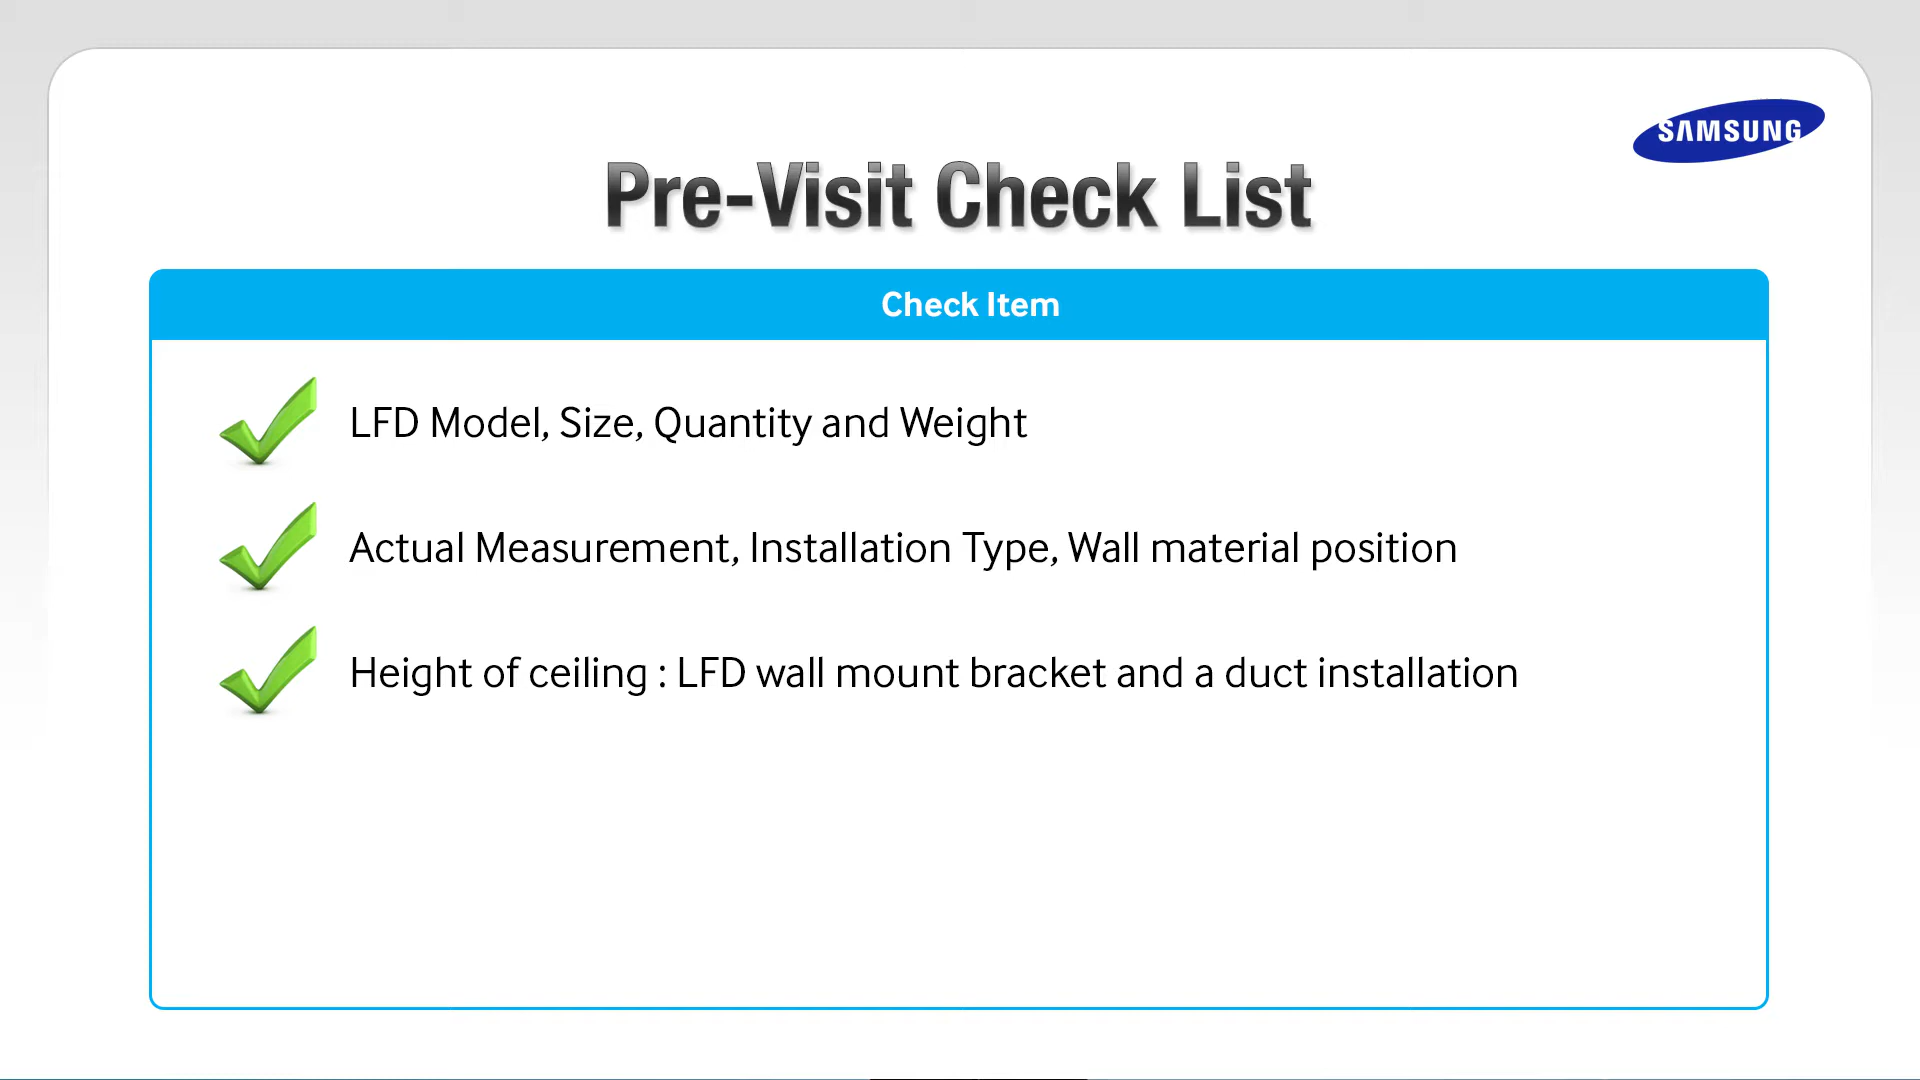 SAMSUNG
Pre-Visit Check List
Check Item
LFD Model, Size, Quantity and Weight
Actual Measurement, Installation Type, Wall material position
Height of ceiling : LFD wall mount bracket and a duct installation